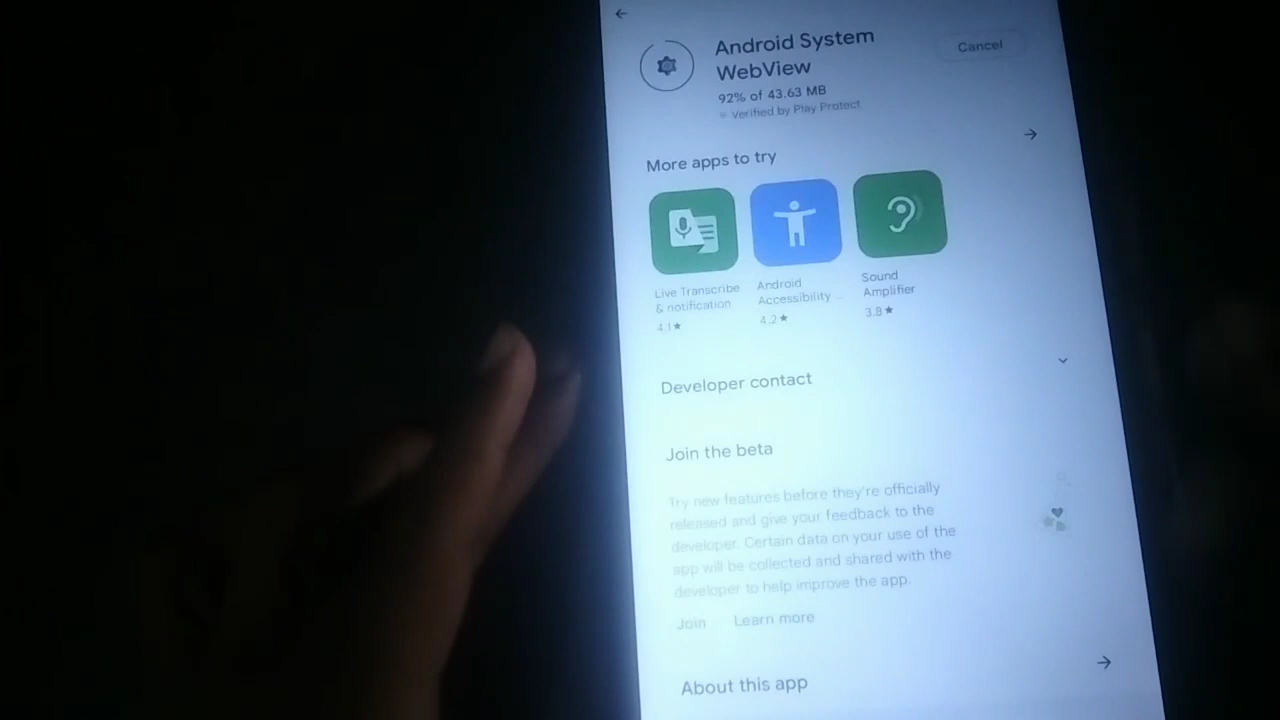 Android System
WebView
Cancel
92% of 43.63 MB
Verified by Play Protect
More apps to try
Live Transcribe
& notification
4.1★
Android
Accessibility ...
4.2★
Sound
Amplifier
3.8★
Developer contact
Join the beta
Try new features before they're officially
released and give your feedback to the
developer. Certain data on your use of the
app will be collected and shared with the
developer to help improve the app.
Join
Learn more
About this app